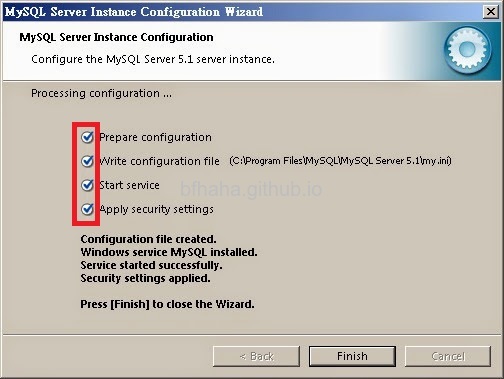 MySQL Server Instance Configuration Wizard
MySQL Server Instance Configuration
Configure the MySQL Server 5.1 server instance.
Processing configuration ...
Prepare configuration
Write configuration file (C:\Program Files\MySQL\MySQL Server 5.1\my.ini)
Start service
bfhaha.github.io
Apply security settings
Configuration file created.
Windows service MySQL installed.
Service started successfully.
Security settings applied.
Press [Finish] to close the Wizard.
< Back Finish Cancel